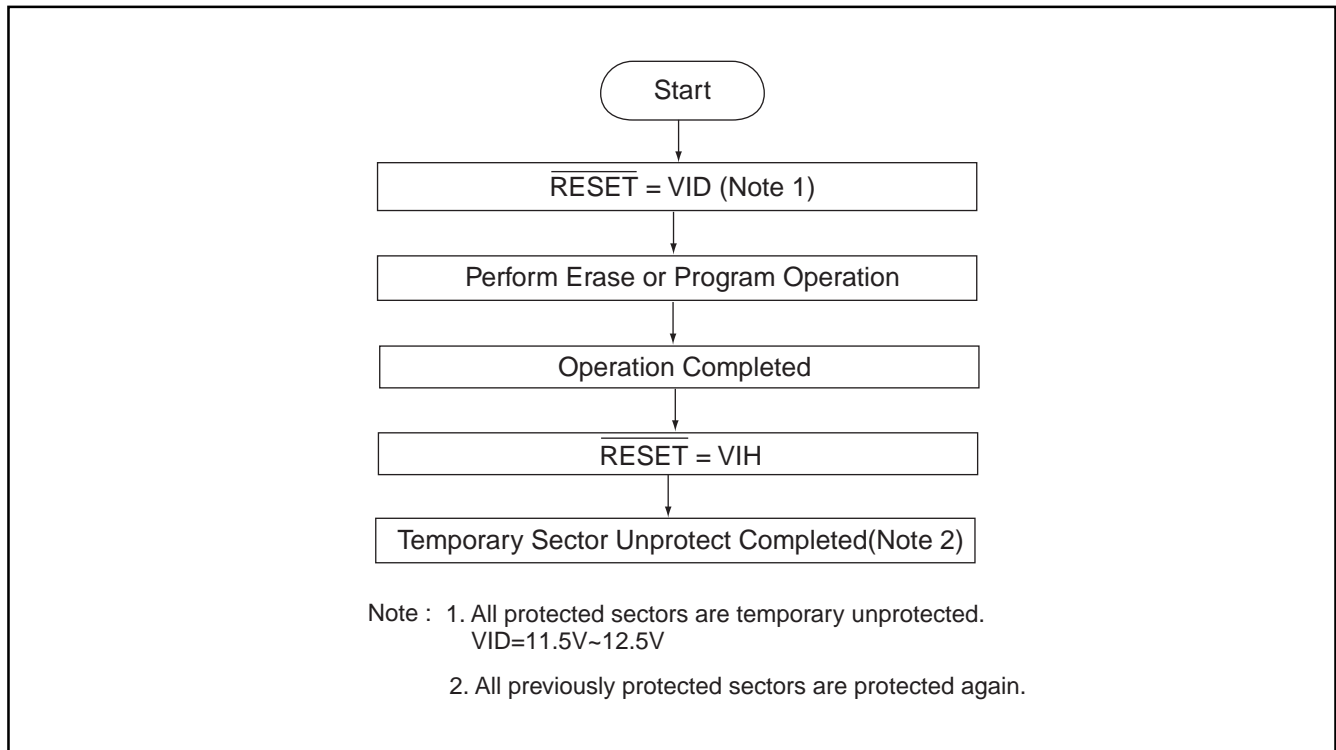 Start
RESET = VID (Note 1)
Perform Erase or Program Operation
Operation Completed
RESET = VIH
Temporary Sector Unprotect Completed(Note 2)
Note : 1. All protected sectors are temporary unprotected.
VID=11.5V~12.5V
2. All previously protected sectors are protected again.